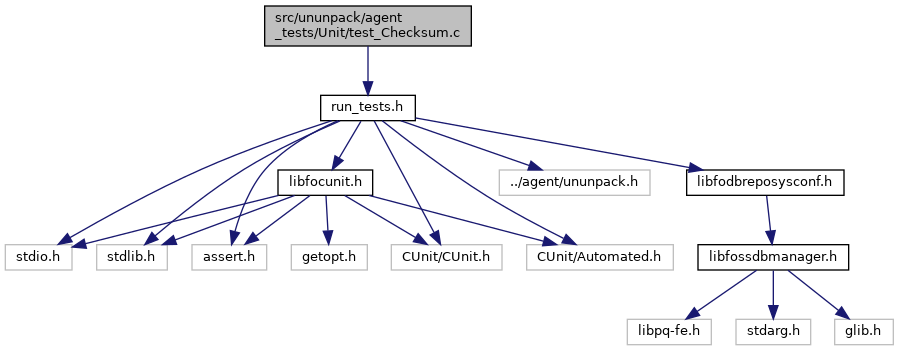 src/ununpack/agent
_tests/Unit/test_Checksum.c
run_tests.h
libfocunit.h
../agent/ununpack.h
libfodbreposysconf.h
stdio.h
stdlib.h
assert.h
getopt.h
CUnit/CUnit.h
CUnit/Automated.h
libfossdbmanager.h
libpq-fe.h
stdarg.h
glib.h